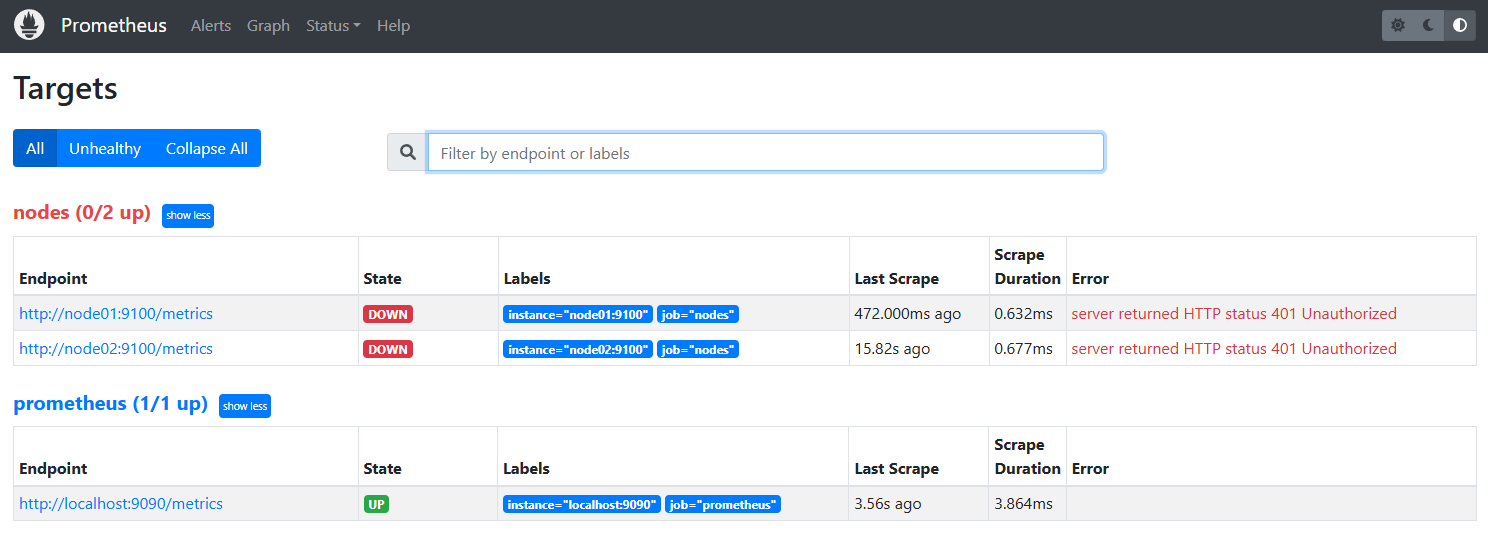 Prometheus Alerts Graph Status Help
Targets
All Unhealthy Collapse All Filter by endpoint or labels
nodes (0/2 up) show less
Endpoint State Labels Last Scrape Scrape Duration Error
http://node01:9100/metrics DOWN instance="node01:9100" job="nodes" 472.000ms ago 0.632ms server returned HTTP status 401 Unauthorized
http://node02:9100/metrics DOWN instance="node02:9100" job="nodes" 15.82s ago 0.677ms server returned HTTP status 401 Unauthorized
prometheus (1/1 up) show less
Endpoint State Labels Last Scrape Scrape Duration Error
http://localhost:9090/metrics UP instance="localhost:9090" job="prometheus" 3.56s ago 3.864ms